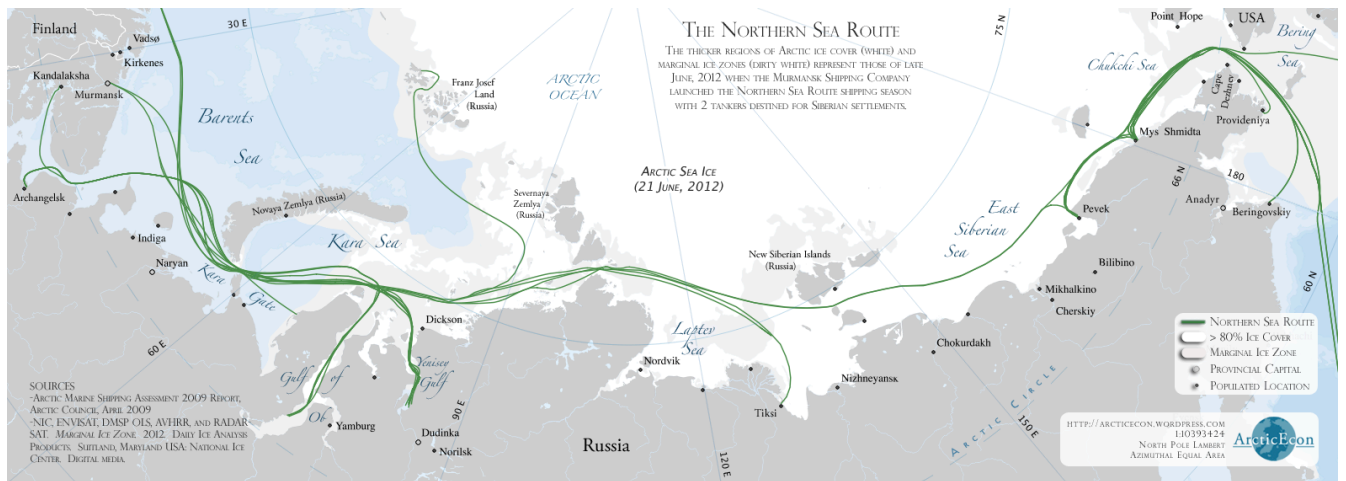 The Northern Sea Route
The thicker regions of Arctic ice cover (white) and
marginal ice zones (dirty white) represent those of late
June, 2012 when the Murmansk Shipping Company
launched the Northern Sea Route shipping season
with 2 tankers destined for Siberian settlements.
Finland
30 E
Vadsø
Kirkenes
Kandalaksha
Murmansk
Barents
Sea
Archangelsk
Indiga
Naryan
Novaya Zemlya (Russia)
Kara Sea
Kara
Gate
60 E
Franz Josef
Land
(Russia)
ARCTIC
OCEAN
75 N
Arctic Sea Ice
(21 June, 2012)
Severnaya
Zemlya
(Russia)
Dickson
Yenisey
Gulf
Gulf of
Ob
Yamburg
90 E
Dudinka
Norilsk
Russia
Laptev
Sea
Nordvik
Tiksi
120 E
New Siberian Islands
(Russia)
Nizhneyansk
Chokurdakh
East
Siberian
Sea
Mikhalkino
Cherskiy
Bilibino
Pevek
Mys Shmidta
Chukchi Sea
Point Hope
USA
Bering
Sea
Cape
Dezhnev
Provideniya
66 N
180
Anadyr
Beringovskiy
60 N
Arctic Circle
150 E
Northern Sea Route
> 80% Ice Cover
Marginal Ice Zone
Provincial Capital
Populated Location
http://arcticecon.wordpress.com
1:10393424
North Pole Lambert
Azimuthal Equal Area
ArcticEcon
SOURCES
-Arctic Marine Shipping Assessment 2009 Report,
Arctic Council, April 2009
-NIC, ENVISAT, DMSP OLS, AVHRR, and RADAR
SAT. Marginal Ice Zone 2012. Daily Ice Analysis
Products. Suitland, Maryland USA: National Ice
Center. Digital media.